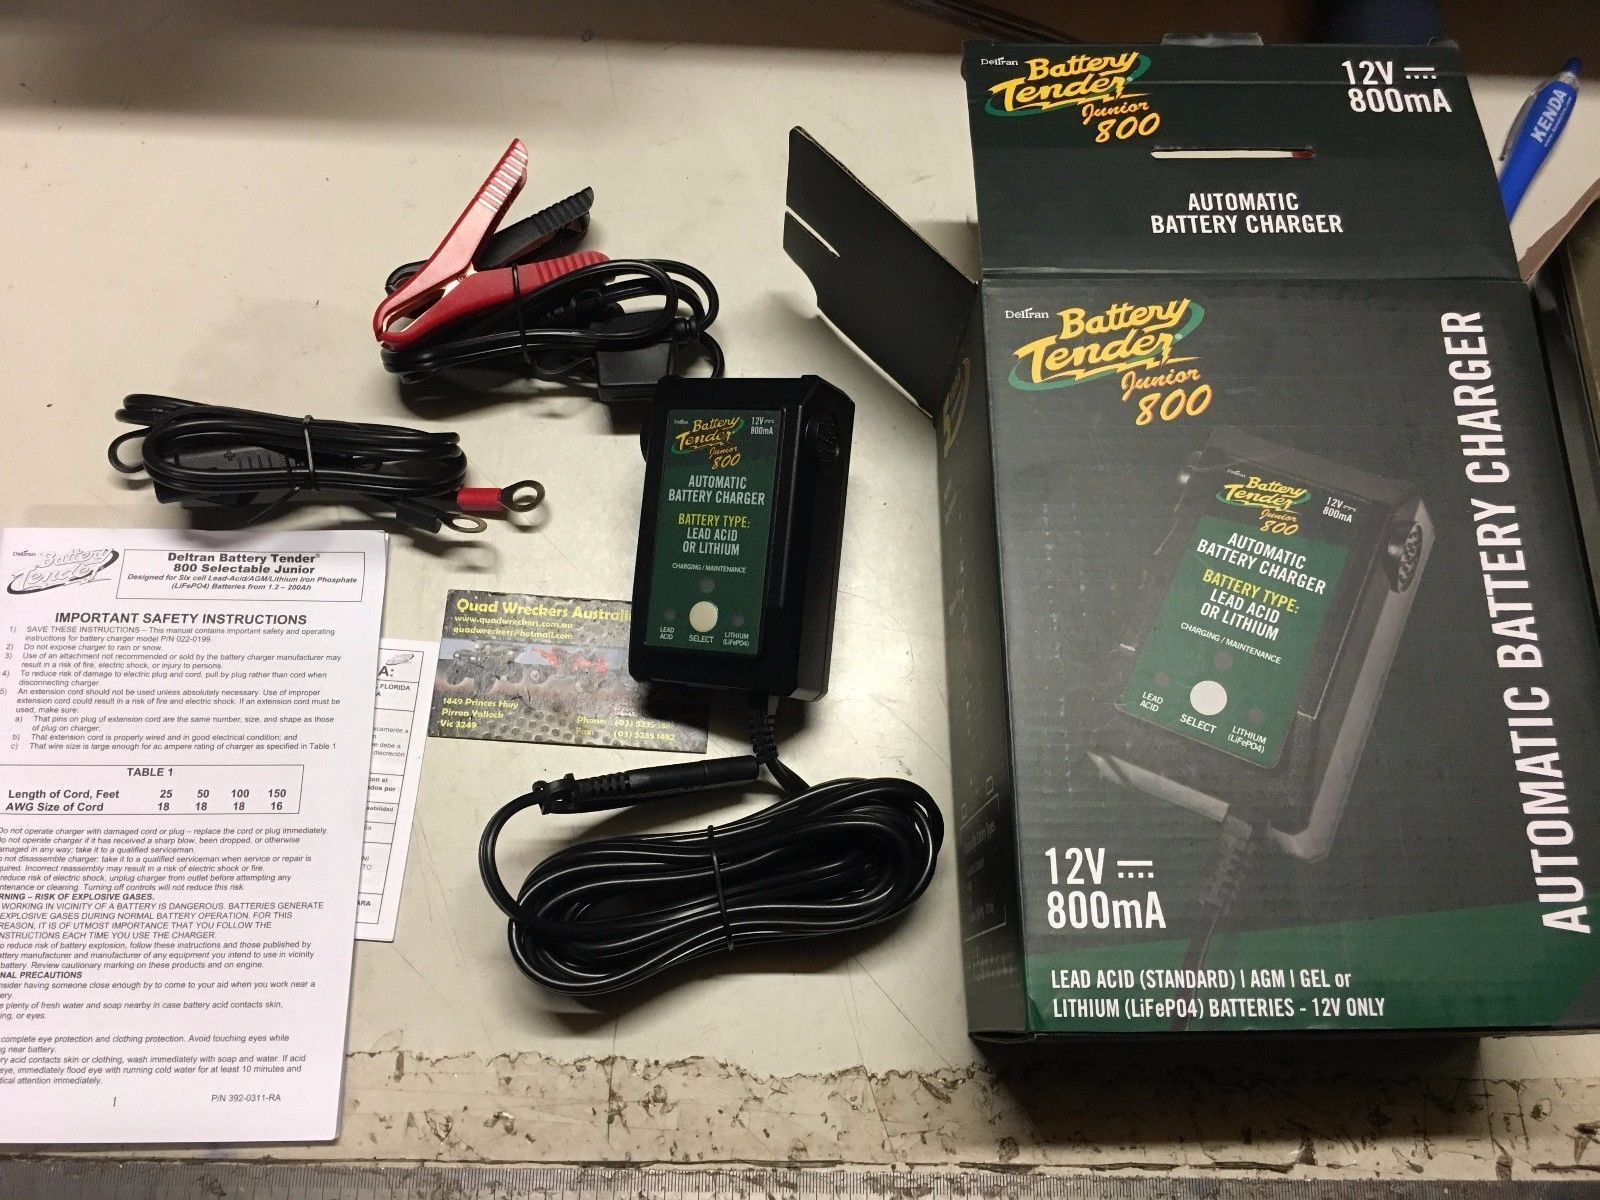 Deltran Battery Tender Junior 800
12V
800mA
AUTOMATIC
BATTERY CHARGER
KENDA
Deltran Battery Tender Junior 800
AUTOMATIC BATTERY CHARGER
Deltran Battery Tender Junior 800
12V
800mA
AUTOMATIC
BATTERY CHARGER
BATTERY TYPE:
LEAD ACID
OR LITHIUM
CHARGING / MAINTENANCE
LEAD
ACID
SELECT
LITHIUM
(LiFePO4)
12V
800mA
LEAD ACID (STANDARD) | AGM | GEL or
LITHIUM (LiFePO4) BATTERIES - 12V ONLY
Deltran Battery Tender Junior 800
12V
800mA
AUTOMATIC
BATTERY CHARGER
BATTERY TYPE:
LEAD ACID
OR LITHIUM
CHARGING / MAINTENANCE
LEAD
ACID
SELECT
LITHIUM
(LiFePO4)
Quad Wreckers
www.quadwreckers.com.au
quadwreckers@hotmail.com
1449 Princes Hwy
Pirron Yallock
Vic 3249
Phone: (03) 5235
Fax: (03) 5235 1482
Deltran Battery Tender
Deltran Battery Tender®
800 Selectable Junior
Designed for Six cell Lead-Acid/AGM/Lithium Iron Phosphate
(LiFePO4) Batteries from 1.2 – 200Ah
IMPORTANT SAFETY INSTRUCTIONS
1) SAVE THESE INSTRUCTIONS – This manual contains important safety and operating
instructions for battery charger model P/N 022-0199.
2) Do not expose charger to rain or snow.
3) Use of an attachment not recommended or sold by the battery charger manufacturer may
result in a risk of fire, electric shock, or injury to persons.
4) To reduce risk of damage to electric plug and cord, pull by plug rather than cord when
disconnecting charger.
5) An extension cord should not be used unless absolutely necessary. Use of improper
extension cord could result in a risk of fire and electric shock. If an extension cord must be
used, make sure:
a) That pins on plug of extension cord are the same number, size, and shape as those
of plug on charger;
b) That extension cord is properly wired and in good electrical condition; and
c) That wire size is large enough for ac ampere rating of charger as specified in Table 1
TABLE 1
Length of Cord, Feet 25 50 100 150
AWG Size of Cord 18 18 18 16
Do not operate charger with damaged cord or plug – replace the cord or plug immediately.
do not operate charger if it has received a sharp blow, been dropped, or otherwise
damaged in any way; take it to a qualified serviceman.
not disassemble charger; take it to a qualified serviceman when service or repair is
quired. Incorrect reassembly may result in a risk of electric shock or fire.
reduce risk of electric shock, unplug charger from outlet before attempting any
ntenance or cleaning. Turning off controls will not reduce this risk.
RNING – RISK OF EXPLOSIVE GASES.
WORKING IN VICINITY OF A BATTERY IS DANGEROUS. BATTERIES GENERATE
EXPLOSIVE GASES DURING NORMAL BATTERY OPERATION. FOR THIS
REASON, IT IS OF UTMOST IMPORTANCE THAT YOU FOLLOW THE
NSTRUCTIONS EACH TIME YOU USE THE CHARGER.
o reduce risk of battery explosion, follow these instructions and those published by
attery manufacturer and manufacturer of any equipment you intend to use in vicinity
battery. Review cautionary marking on these products and on engine.
NAL PRECAUTIONS
nsider having someone close enough by to come to your aid when you work near a
ery.
e plenty of fresh water and soap nearby in case battery acid contacts skin,
ing, or eyes.
complete eye protection and clothing protection. Avoid touching eyes while
g near battery.
ry acid contacts skin or clothing, wash immediately with soap and water. If acid
eye, immediately flood eye with running cold water for at least 10 minutes and
dical attention immediately.
1
P/N 392-0311-RA
A:
FLORIDA